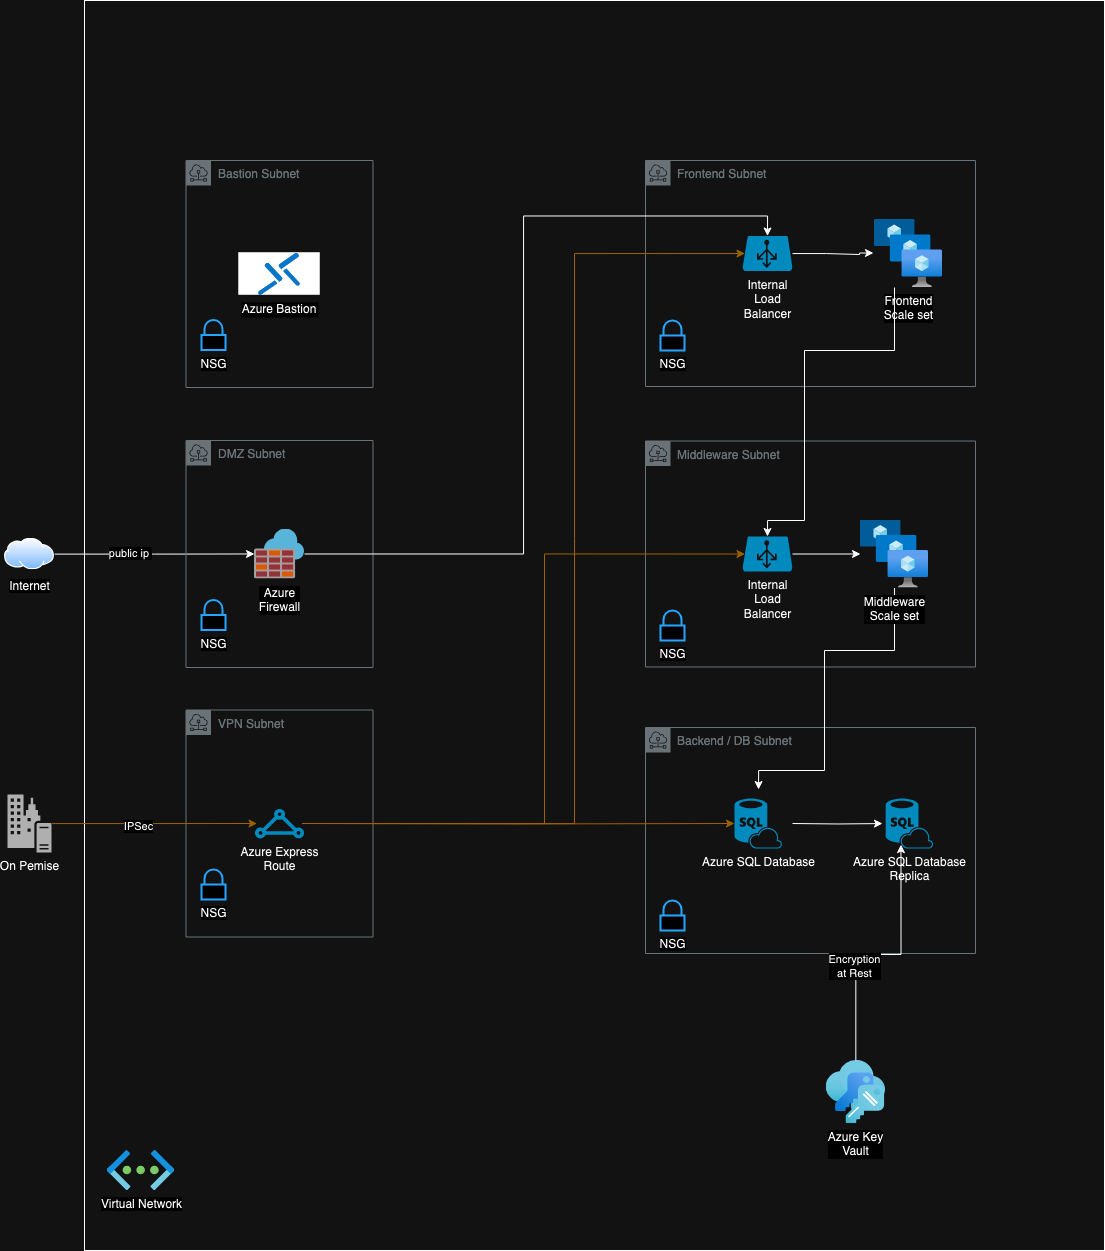 Bastion Subnet
Azure Bastion
NSG
Frontend Subnet
Internal
Load
Balancer
Frontend
Scale set
NSG
DMZ Subnet
Internet
public ip
Azure
Firewall
NSG
Middleware Subnet
Internal
Load
Balancer
Middleware
Scale set
NSG
VPN Subnet
On Pemise
IPSec
Azure Express
Route
NSG
Backend / DB Subnet
SQL
Azure SQL Database
SQL
Azure SQL Database
Replica
NSG
Encryption
at Rest
Azure Key
Vault
Virtual Network